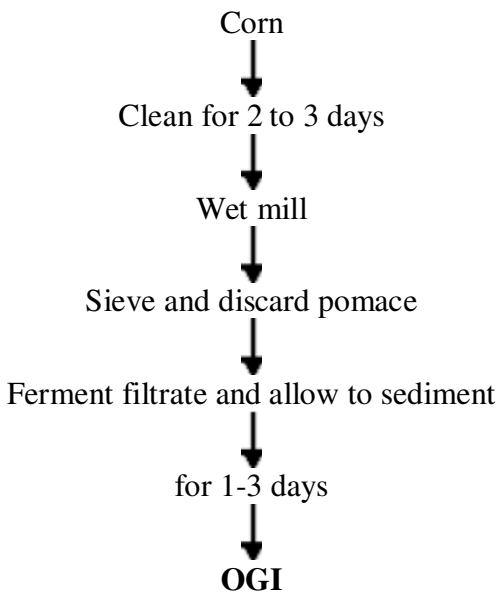 Corn
Clean for 2 to 3 days
Wet mill
Sieve and discard pomace
Ferment filtrate and allow to sediment
for 1-3 days
OGI